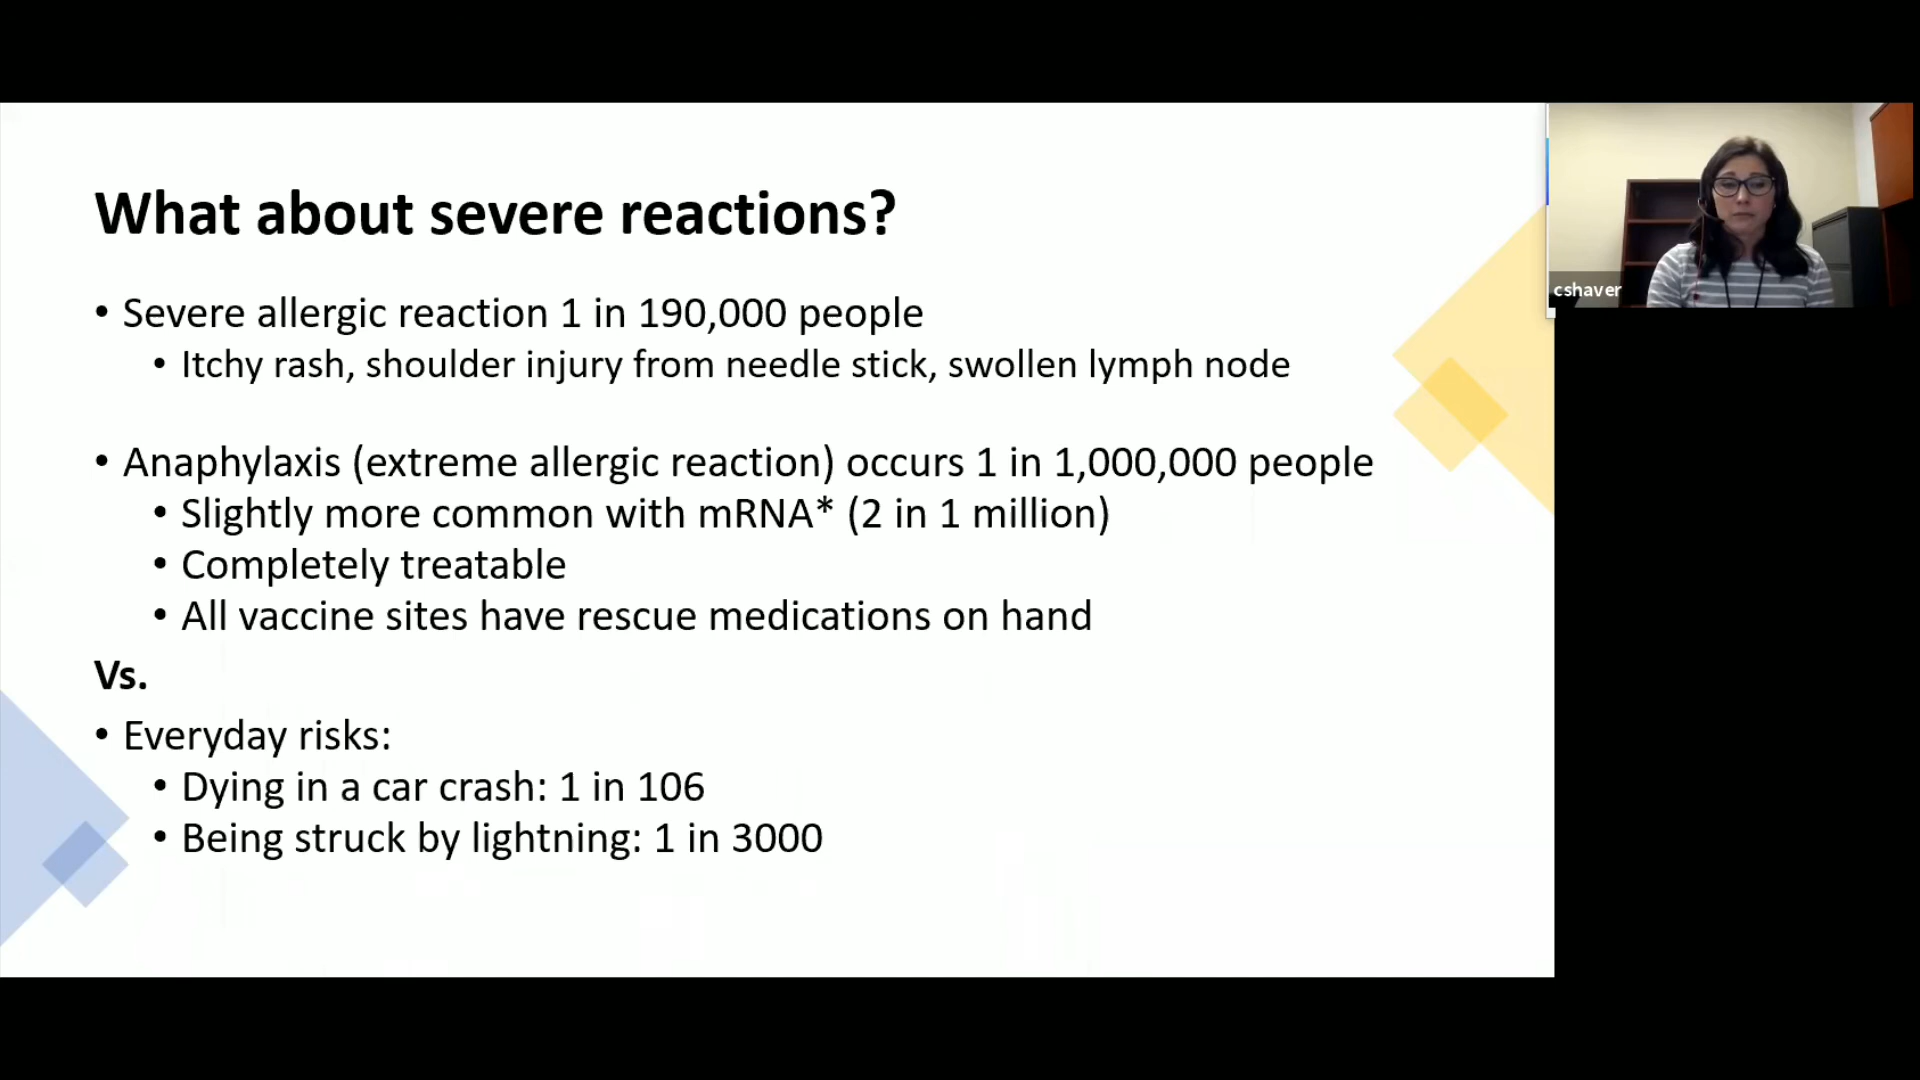 What about severe reactions?
• Severe allergic reaction 1 in 190,000 people
• Itchy rash, shoulder injury from needle stick, swollen lymph node
• Anaphylaxis (extreme allergic reaction) occurs 1 in 1,000,000 people
• Slightly more common with mRNA* (2 in 1 million)
• Completely treatable
• All vaccine sites have rescue medications on hand
Vs.
• Everyday risks:
• Dying in a car crash: 1 in 106
• Being struck by lightning: 1 in 3000
cshaver